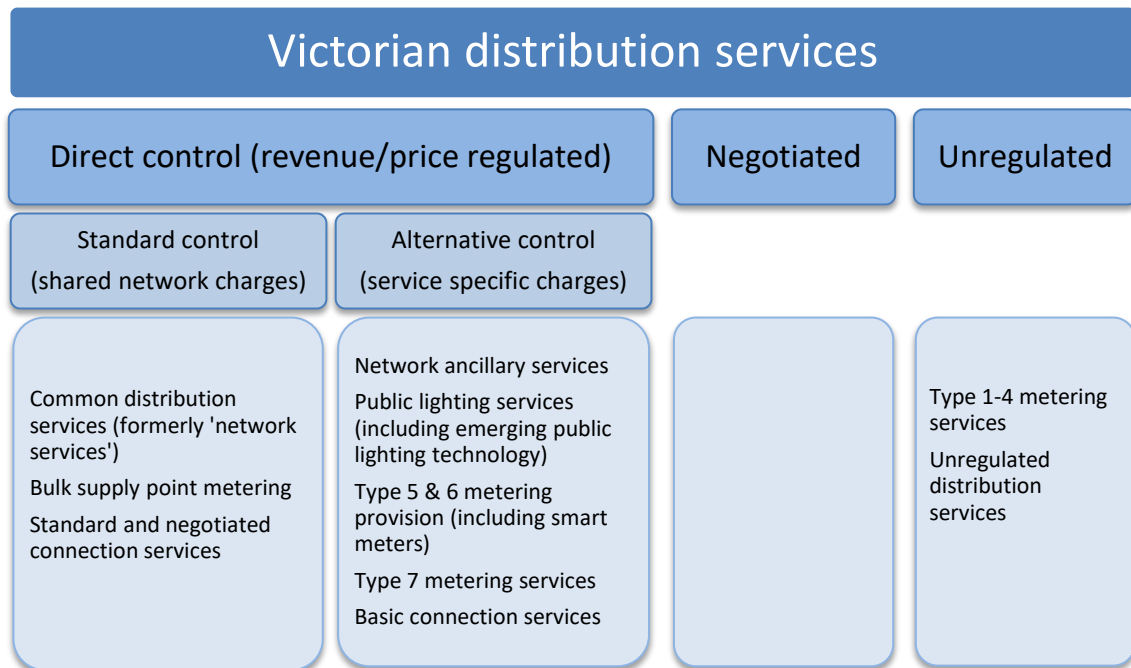 Victorian distribution services
Direct control (revenue/price regulated)
Negotiated
Unregulated
Standard control
(shared network charges)
Alternative control
(service specific charges)
Common distribution
services (formerly 'network
services')
Bulk supply point metering
Standard and negotiated
connection services
Network ancillary services
Public lighting services
(including emerging public
lighting technology)
Type 5 & 6 metering
provision (including smart
meters)
Type 7 metering services
Basic connection services
Type 1-4 metering
services
Unregulated
distribution
services